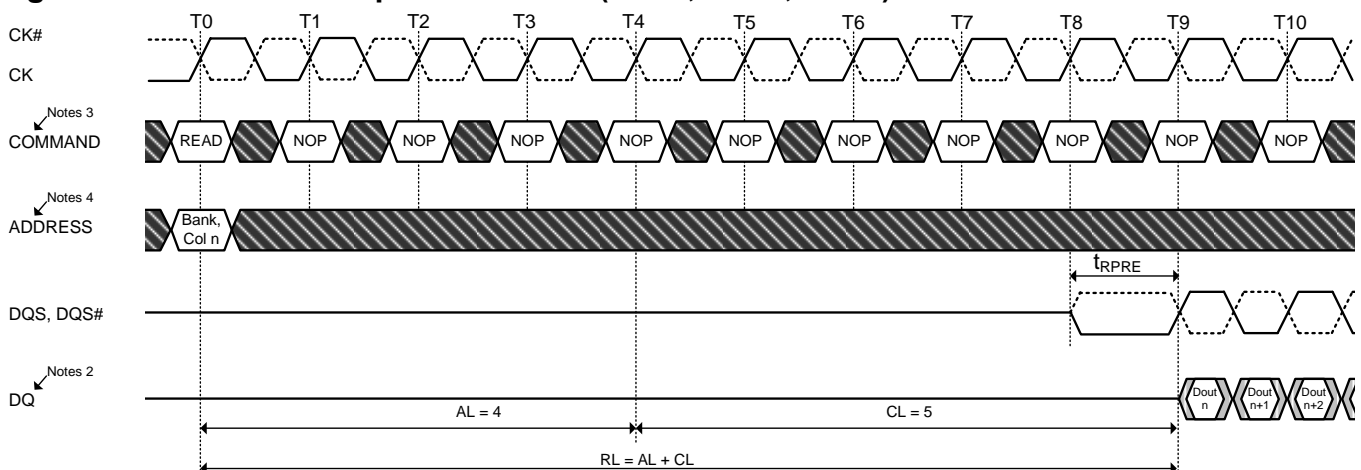 T0 T1 T2 T3 T4 T5 T6 T7 T8 T9 T10
CK#
CK
Notes 3
COMMAND
READ NOP NOP NOP NOP NOP NOP NOP NOP NOP NOP
Notes 4
ADDRESS
Bank,
Col n
tRPRE
DQS, DQS#
Notes 2
DQ
Dout
n
Dout
n+1
Dout
n+2
AL = 4
CL = 5
RL = AL + CL